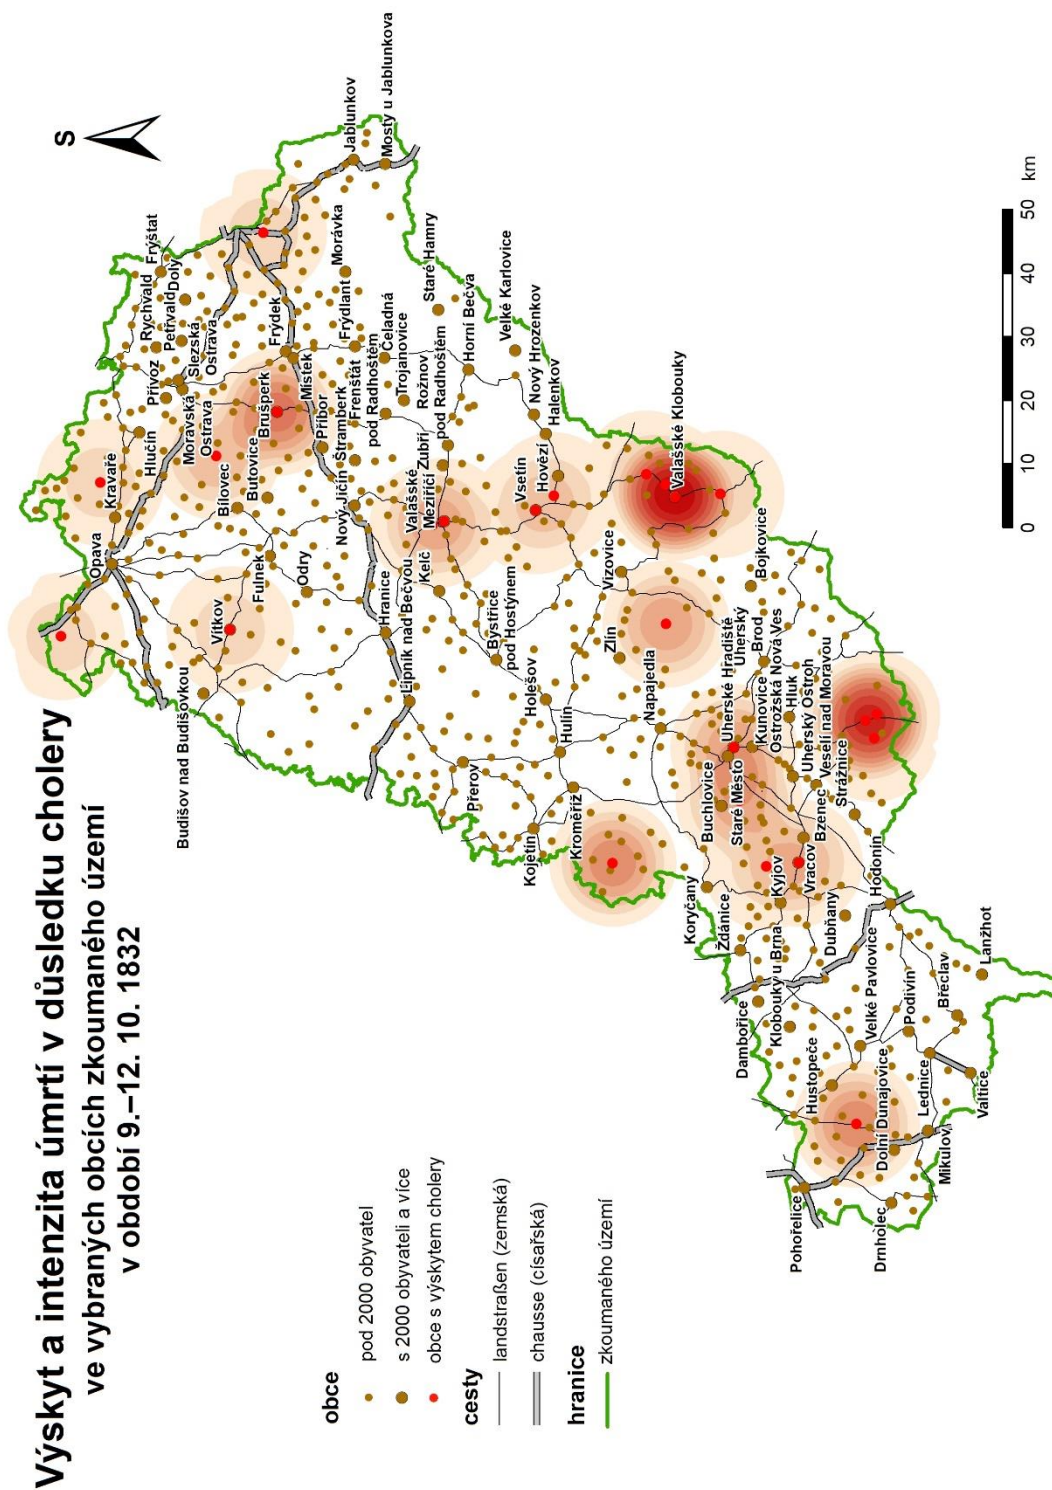 Výskyt a intenzita úmrtí v důsledku cholery
ve vybraných obcích zkoumaného území
v období 9.–12. 10. 1832
S
obce
pod 2000 obyvatel
s 2000 obyvateli a více
obce s výskytem cholery
cesty
landstraßen (zemská)
chausse (císařská)
hranice
zkoumaného území
0 10 20 30 40 50 km
Opava
Kravaře
Hlučín
Přívoz
Rychvald
Petřvald
Doly
Fryštat
Slezská
Ostrava
Moravská
Ostrava
Budišov nad Budišovkou
Vítkov
Bílovec
Butovice
Brušperk
Fulnek
Odry
Frýdek
Místek
Příbor
Nový Jičín
Štramberk
Frenštát
pod Radhoštěm
Frýdlant
Čeladná
Trojanovice
Morávka
Jablunkov
Mosty u Jablunkova
Staré Hamry
Hranice
Lipník nad Bečvou
Kelč
Valašské
Meziříčí
Zubří
Rožnov
pod Radhoštěm
Horní Bečva
Velké Karlovice
Nový Hrozenkov
Halenkov
Hovězí
Vsetín
Bystřice
pod Hostýnem
Přerov
Holešov
Hulín
Kojetín
Kroměříž
Vizovice
Zlín
Napajedla
Valašské Klobouky
Bojkovice
Uherské Hradiště
Uherský
Brod
Kunovice
Ostrožská Nová Ves
Hluk
Uherský Ostroh
Veselí nad Moravou
Buchlovice
Staré Město
Strážnice
Bzenec
Vracov
Kyjov
Koryčany
Ždánice
Dambořice
Klobouky u Brna
Dubňany
Hodonín
Velké Pavlovice
Hustopeče
Podivín
Břeclav
Lanžhot
Lednice
Valtice
Dolní Dunajovice
Mikulov
Pohořelice
Drnholec